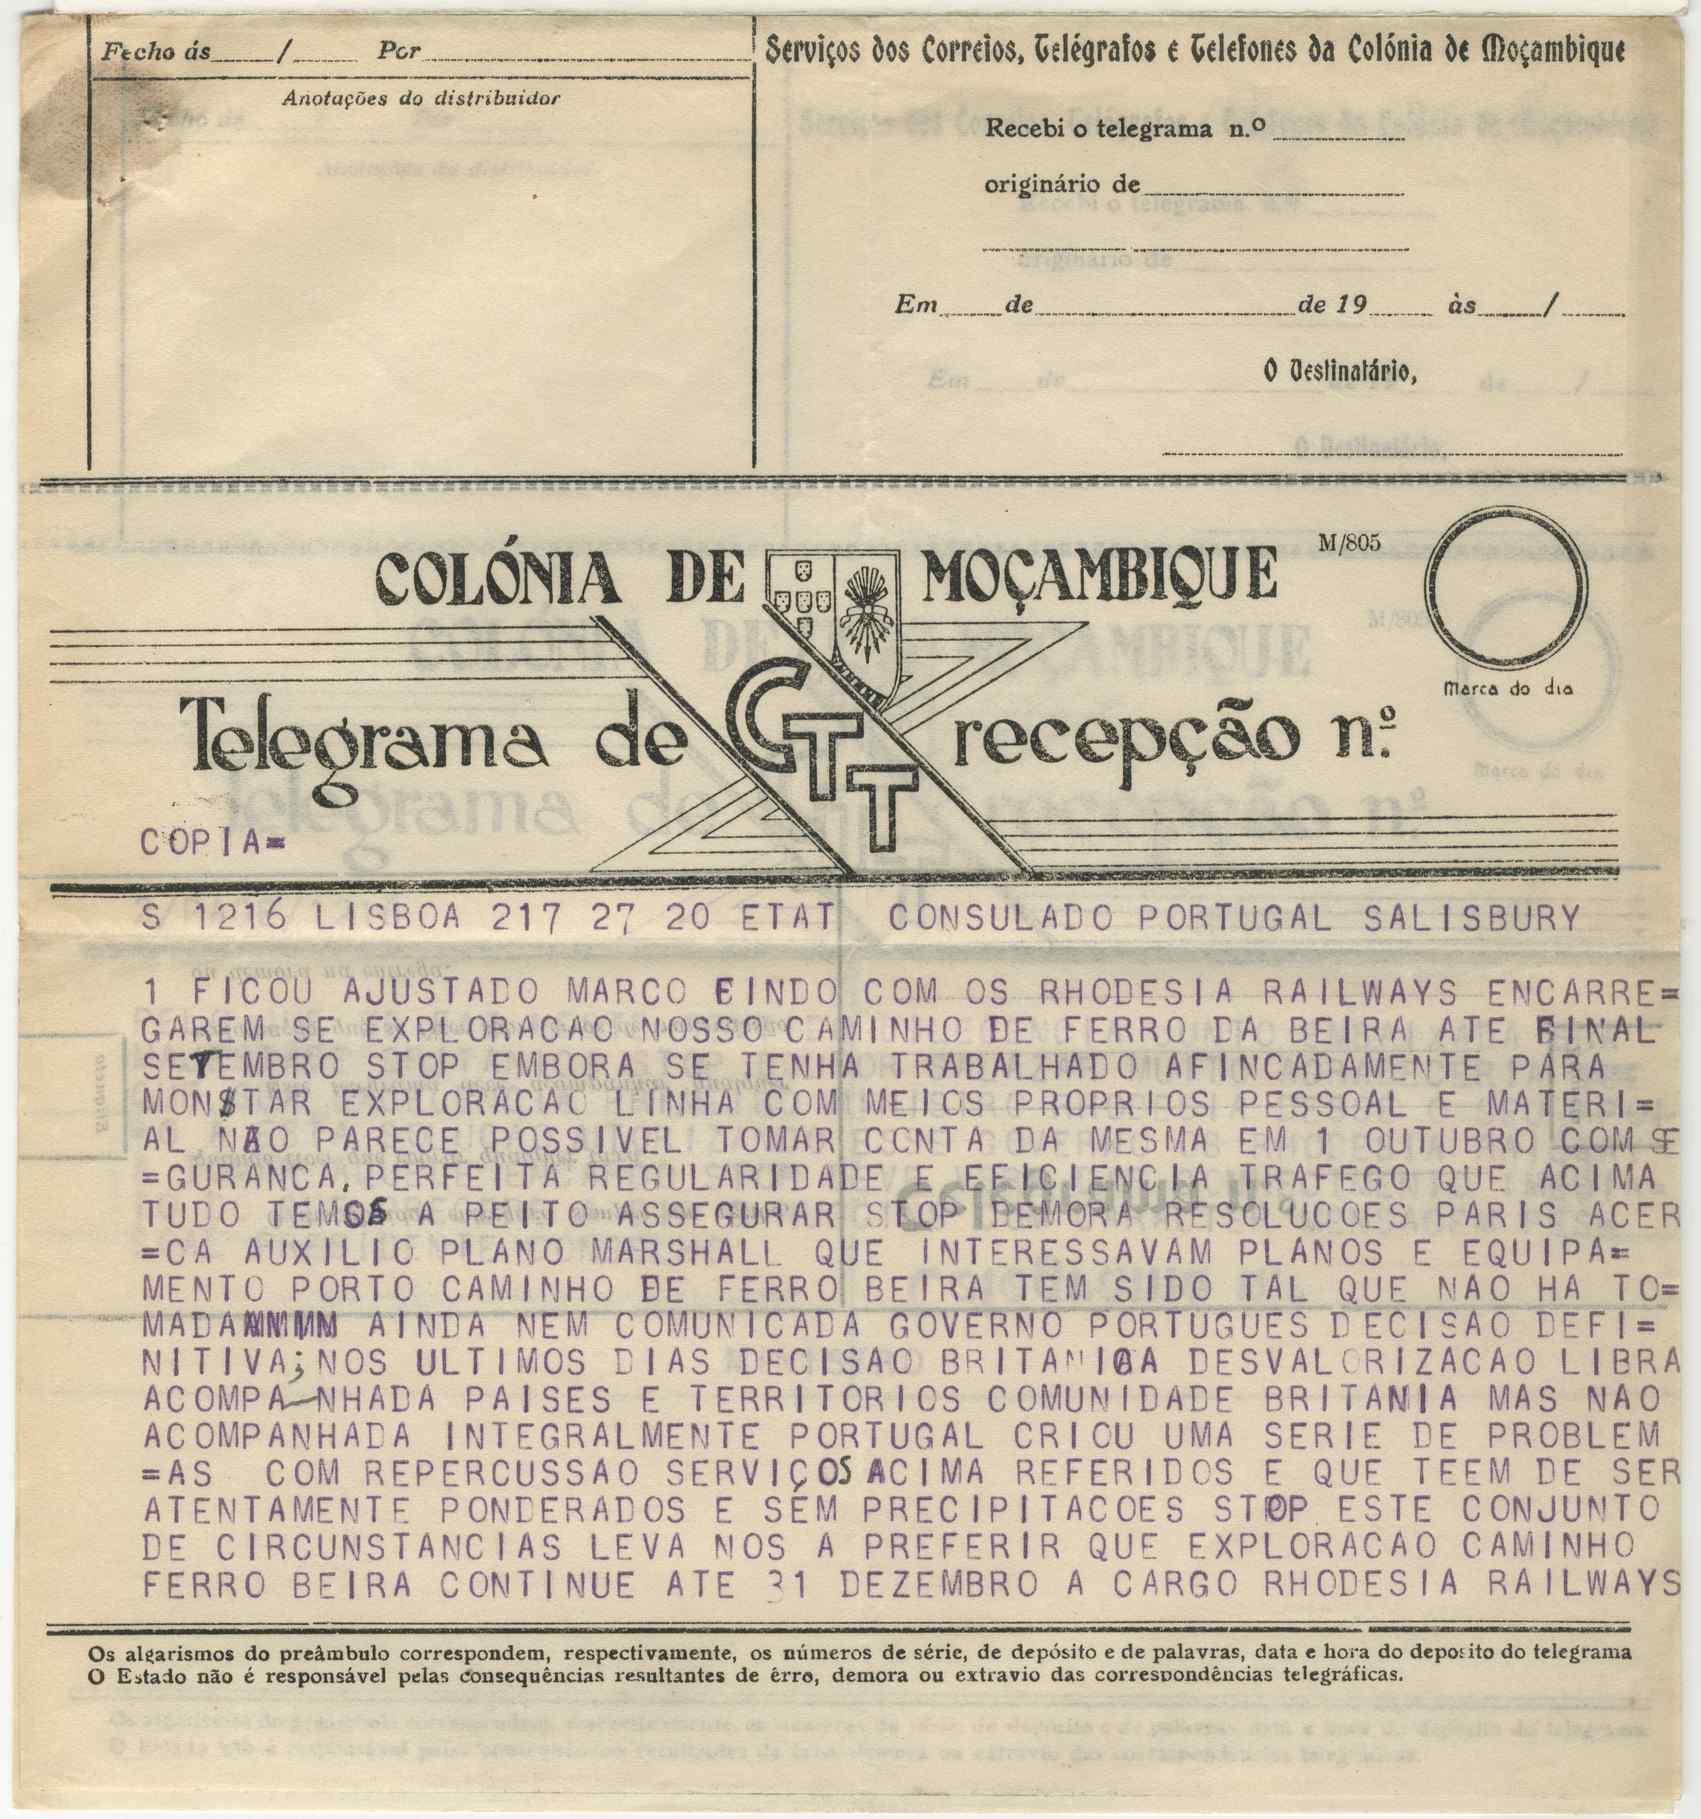 Fecho ás ____/____ Por ____
Anotações do distribuidor
Serviços dos Correios, Telégrafos e Telefones da Colónia de Moçambique
Recebi o telegrama n.º
originário de
Em ____ de ____ de 19____ às ____/____
O Destinatário,
COLÓNIA DE MOÇAMBIQUE
M/805
Marca do dia
Telegrama de CTT recepção n.º
COPIA=
S 1216 LISBOA 217 27 20 ETAT CONSULADO PORTUGAL SALISBURY
1 FICOU AJUSTADO MARCO FINDO COM OS RHODESIA RAILWAYS ENCARRE=
GAREM SE EXPLORACAO NOSSO CAMINHO DE FERRO DA BEIRA ATE FINAL
SETEMBRO STOP EMBORA SE TENHA TRABALHADO AFINCADAMENTE PARA
MONSTAR EXPLORACAO LINHA COM MEIOS PROPRIOS PESSOAL E MATERI=
AL NAO PARECE POSSIVEL TOMAR CONTA DA MESMA EM 1 OUTUBRO COM SE
=GURANCA, PERFEITA REGULARIDADE E EFICIENCIA TRAFEGO QUE ACIMA
TUDO TEMOS A PEITO ASSEGURAR STOP DEMORA RESOLUCOES PARIS ACER
=CA AUXILIO PLANO MARSHALL QUE INTERESSAVAM PLANOS E EQUIPA=
MENTO PORTO CAMINHO DE FERRO BEIRA TEM SIDO TAL QUE NAO HA TO=
MADA AINDA NEM COMUNICADA GOVERNO PORTUGUES DECISAO DEFI=
NITIVA; NOS ULTIMOS DIAS DECISAO BRITANICA DESVALORIZACAO LIBRA
ACOMPA NHADA PAISES E TERRITORIOS COMUNIDADE BRITANIA MAS NAO
ACOMPANHADA INTEGRALMENTE PORTUGAL CRIOU UMA SERIE DE PROBLEM
=AS COM REPERCUSSAO SERVIÇOS ACIMA REFERIDOS E QUE TEEM DE SER
ATENTAMENTE PONDERADOS E SEM PRECIPITACOES STOP ESTE CONJUNTO
DE CIRCUNSTANCIAS LEVA NOS A PREFERIR QUE EXPLORACAO CAMINHO
FERRO BEIRA CONTINUE ATE 31 DEZEMBRO A CARGO RHODESIA RAILWAYS
Os algarismos do preâmbulo correspondem, respectivamente, os números de série, de depósito e de palavras, data e hora do deposito do telegrama
O Estado não é responsável pelas consequências resultantes de êrro, demora ou extravio das correspondências telegráficas.